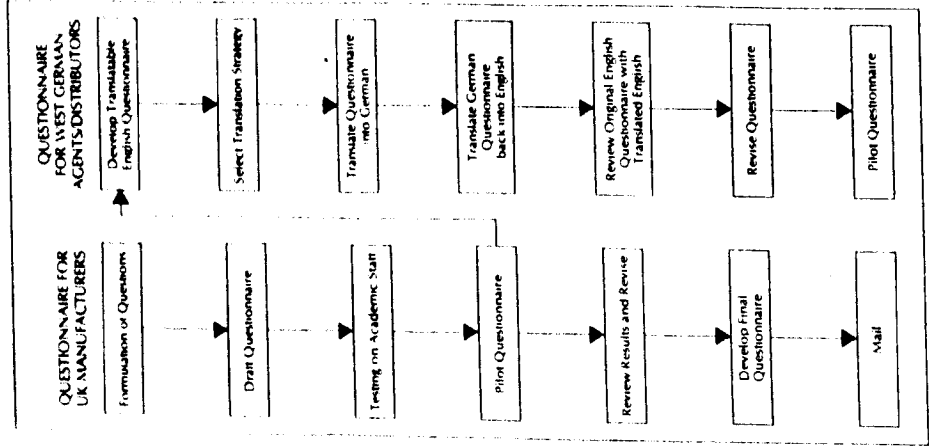 QUESTIONNAIRE FOR
UK MANUFACTURERS
Formulation of Questions
Draft Questionnaire
Testing on Academic Staff
Pilot Questionnaire
Review Results and Revise
Develop Final
Questionnaire
Mail
QUESTIONNAIRE
FOR WEST GERMAN
AGENTS/DISTRIBUTORS
Develop Translatable
English Questionnaire
Select Translation Strategy
Translate Questionnaire
into German
Translate German
Questionnaire
back into English
Review Original English
Questionnaire with
Translated English
Revise Questionnaire
Pilot Questionnaire